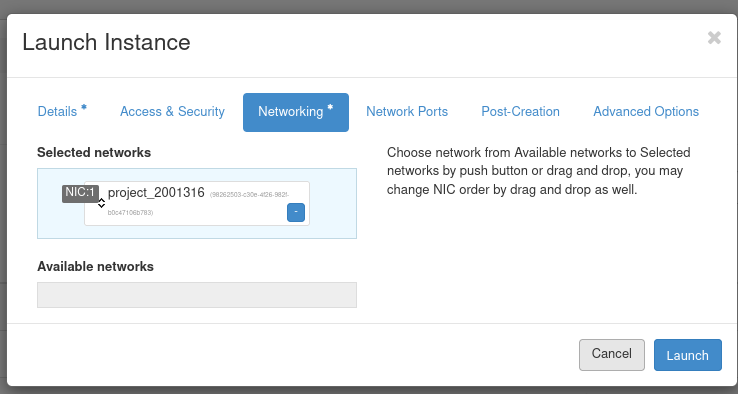 Launch Instance
×
Details *
Access & Security
Networking *
Network Ports
Post-Creation
Advanced Options
Selected networks
NIC:1
project_2001316 (98262503-c30e-4f26-982f-
b0c47106b783)
-
Choose network from Available networks to Selected
networks by push button or drag and drop, you may
change NIC order by drag and drop as well.
Available networks
Cancel
Launch